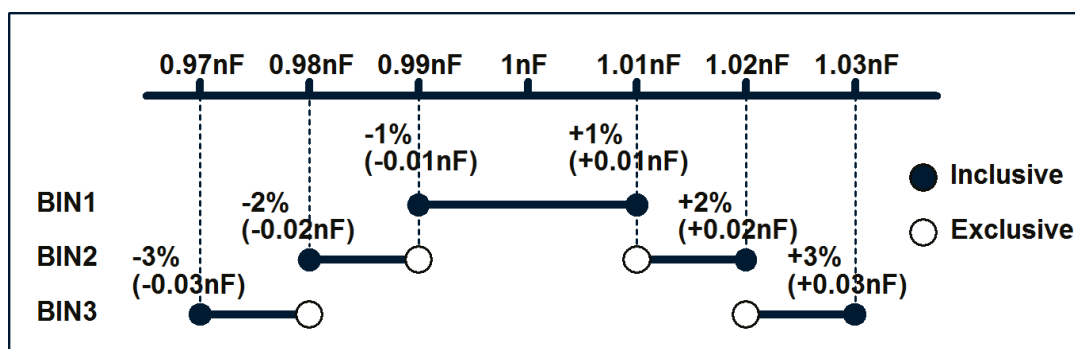 0.97nF 0.98nF 0.99nF 1nF 1.01nF 1.02nF 1.03nF
-1% +1%
(-0.01nF) (+0.01nF)
Inclusive
BIN1 -2% +2%
(-0.02nF) (+0.02nF)
Exclusive
BIN2 -3% +3%
(-0.03nF) (+0.03nF)
BIN3